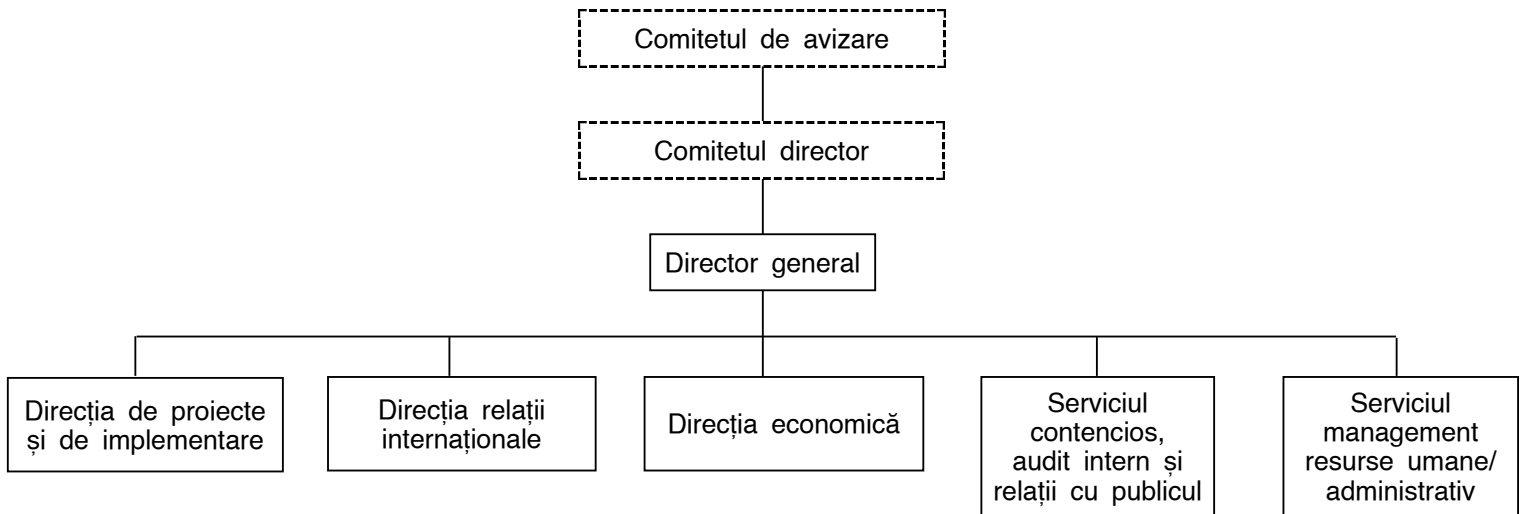 Comitetul de avizare
Comitetul director
Director general
Direcția de proiecte
și de implementare
Direcția relații
internaționale
Direcția economică
Serviciul
contencios,
audit intern și
relații cu publicul
Serviciul
management
resurse umane/
administrativ